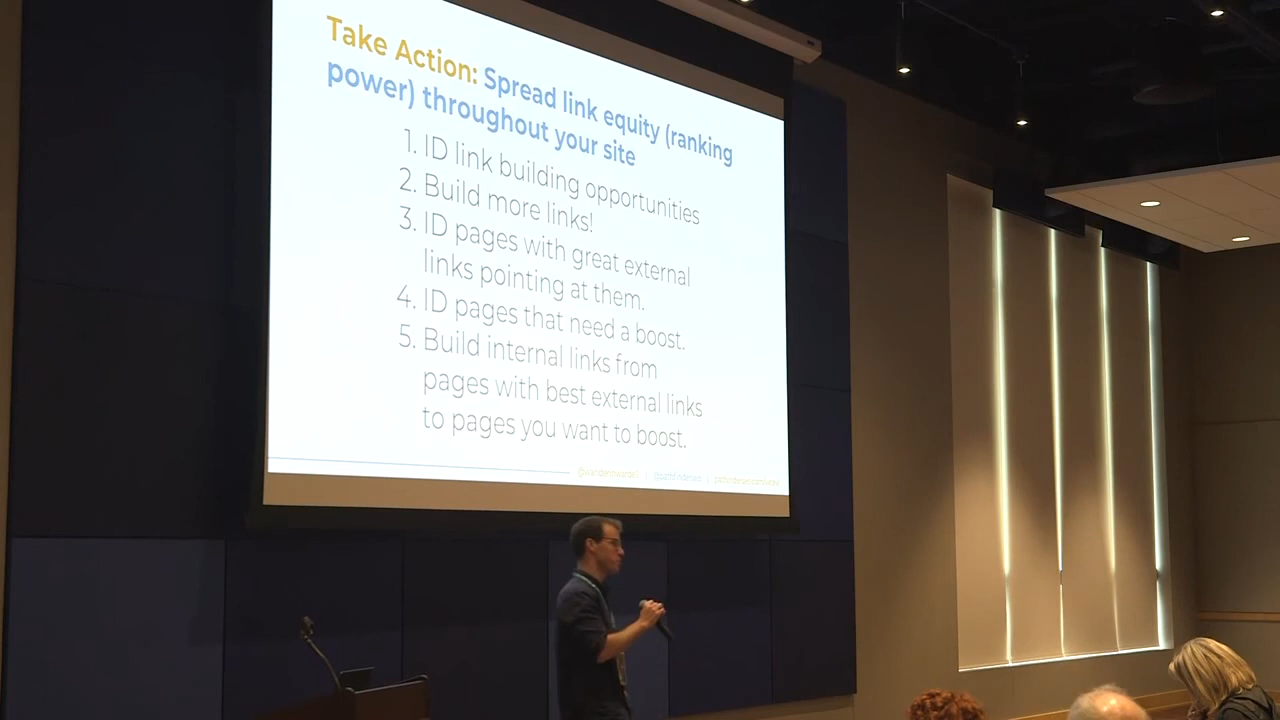 Take Action: Spread link equity (ranking
power) throughout your site
1. ID link building opportunities
2. Build more links!
3. ID pages with great external
links pointing at them.
4. ID pages that need a boost.
5. Build internal links from
pages with best external links
to pages you want to boost.